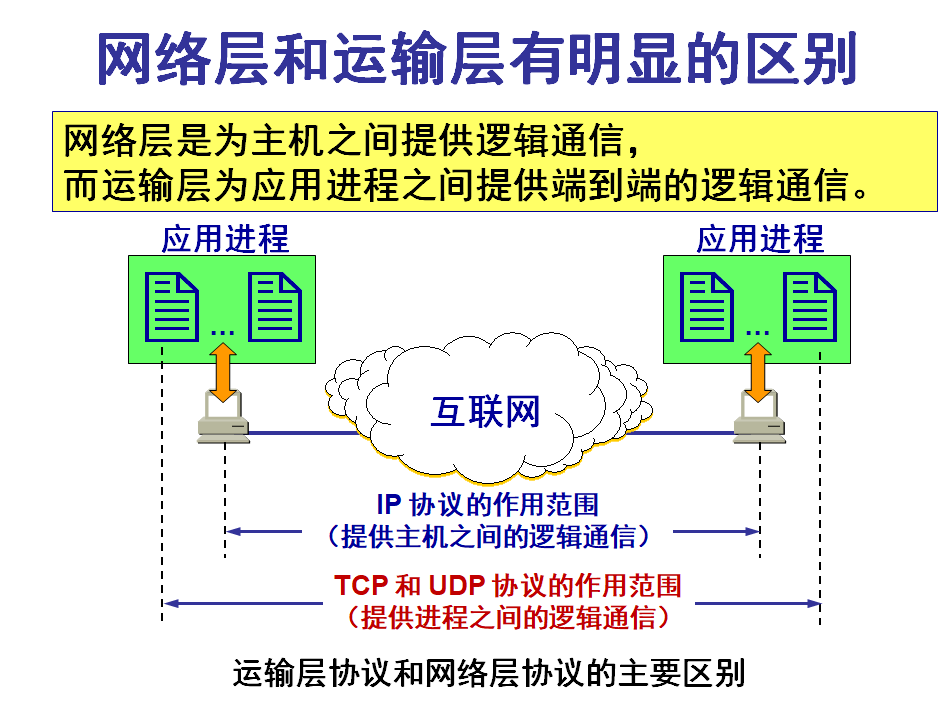 网络层和运输层有明显的区别
网络层是为主机之间提供逻辑通信，
而运输层为应用进程之间提供端到端的逻辑通信。
应用进程
应用进程
…
…
互联网
IP 协议的作用范围
（提供主机之间的逻辑通信）
TCP 和 UDP 协议的作用范围
（提供进程之间的逻辑通信）
运输层协议和网络层协议的主要区别